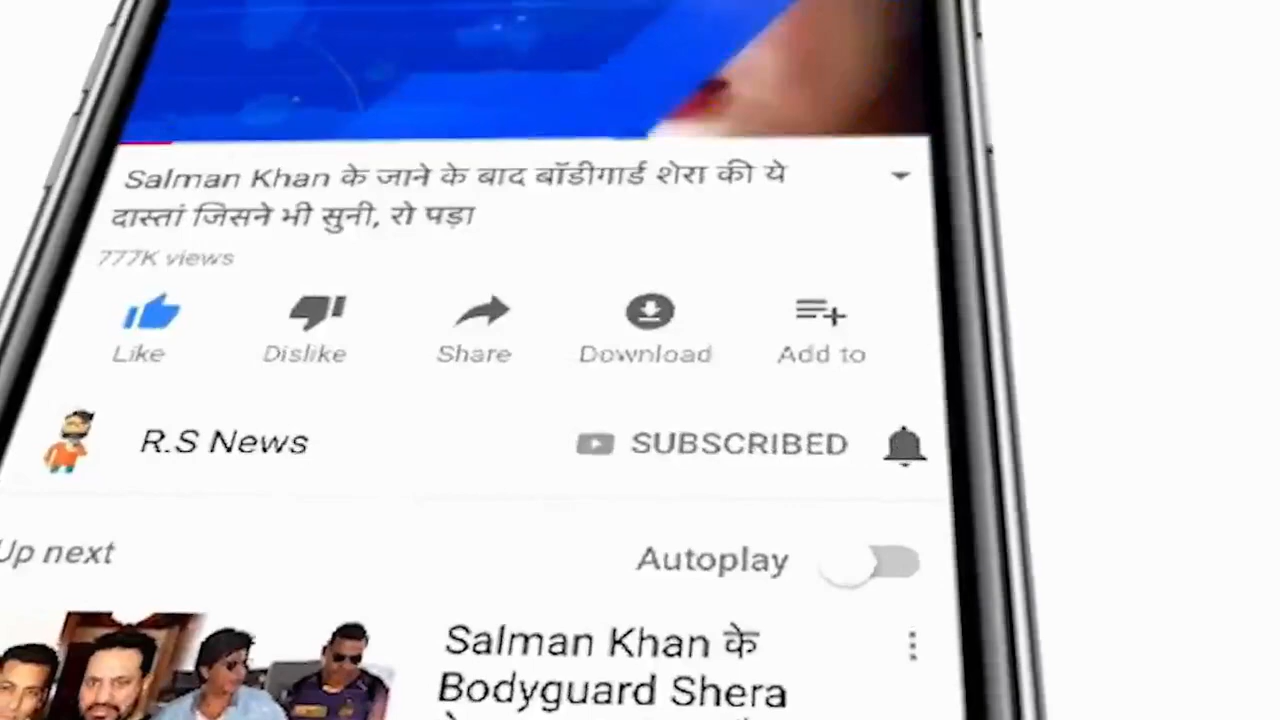 Salman Khan के जाने के बाद बॉडीगार्ड शेरा की ये
दास्तां जिसने भी सुनी, रो पड़ा
777K views
Like
Dislike
Share
Download
Add to
R.S News
SUBSCRIBED
Up next
Autoplay
Salman Khan के
Bodyguard Shera